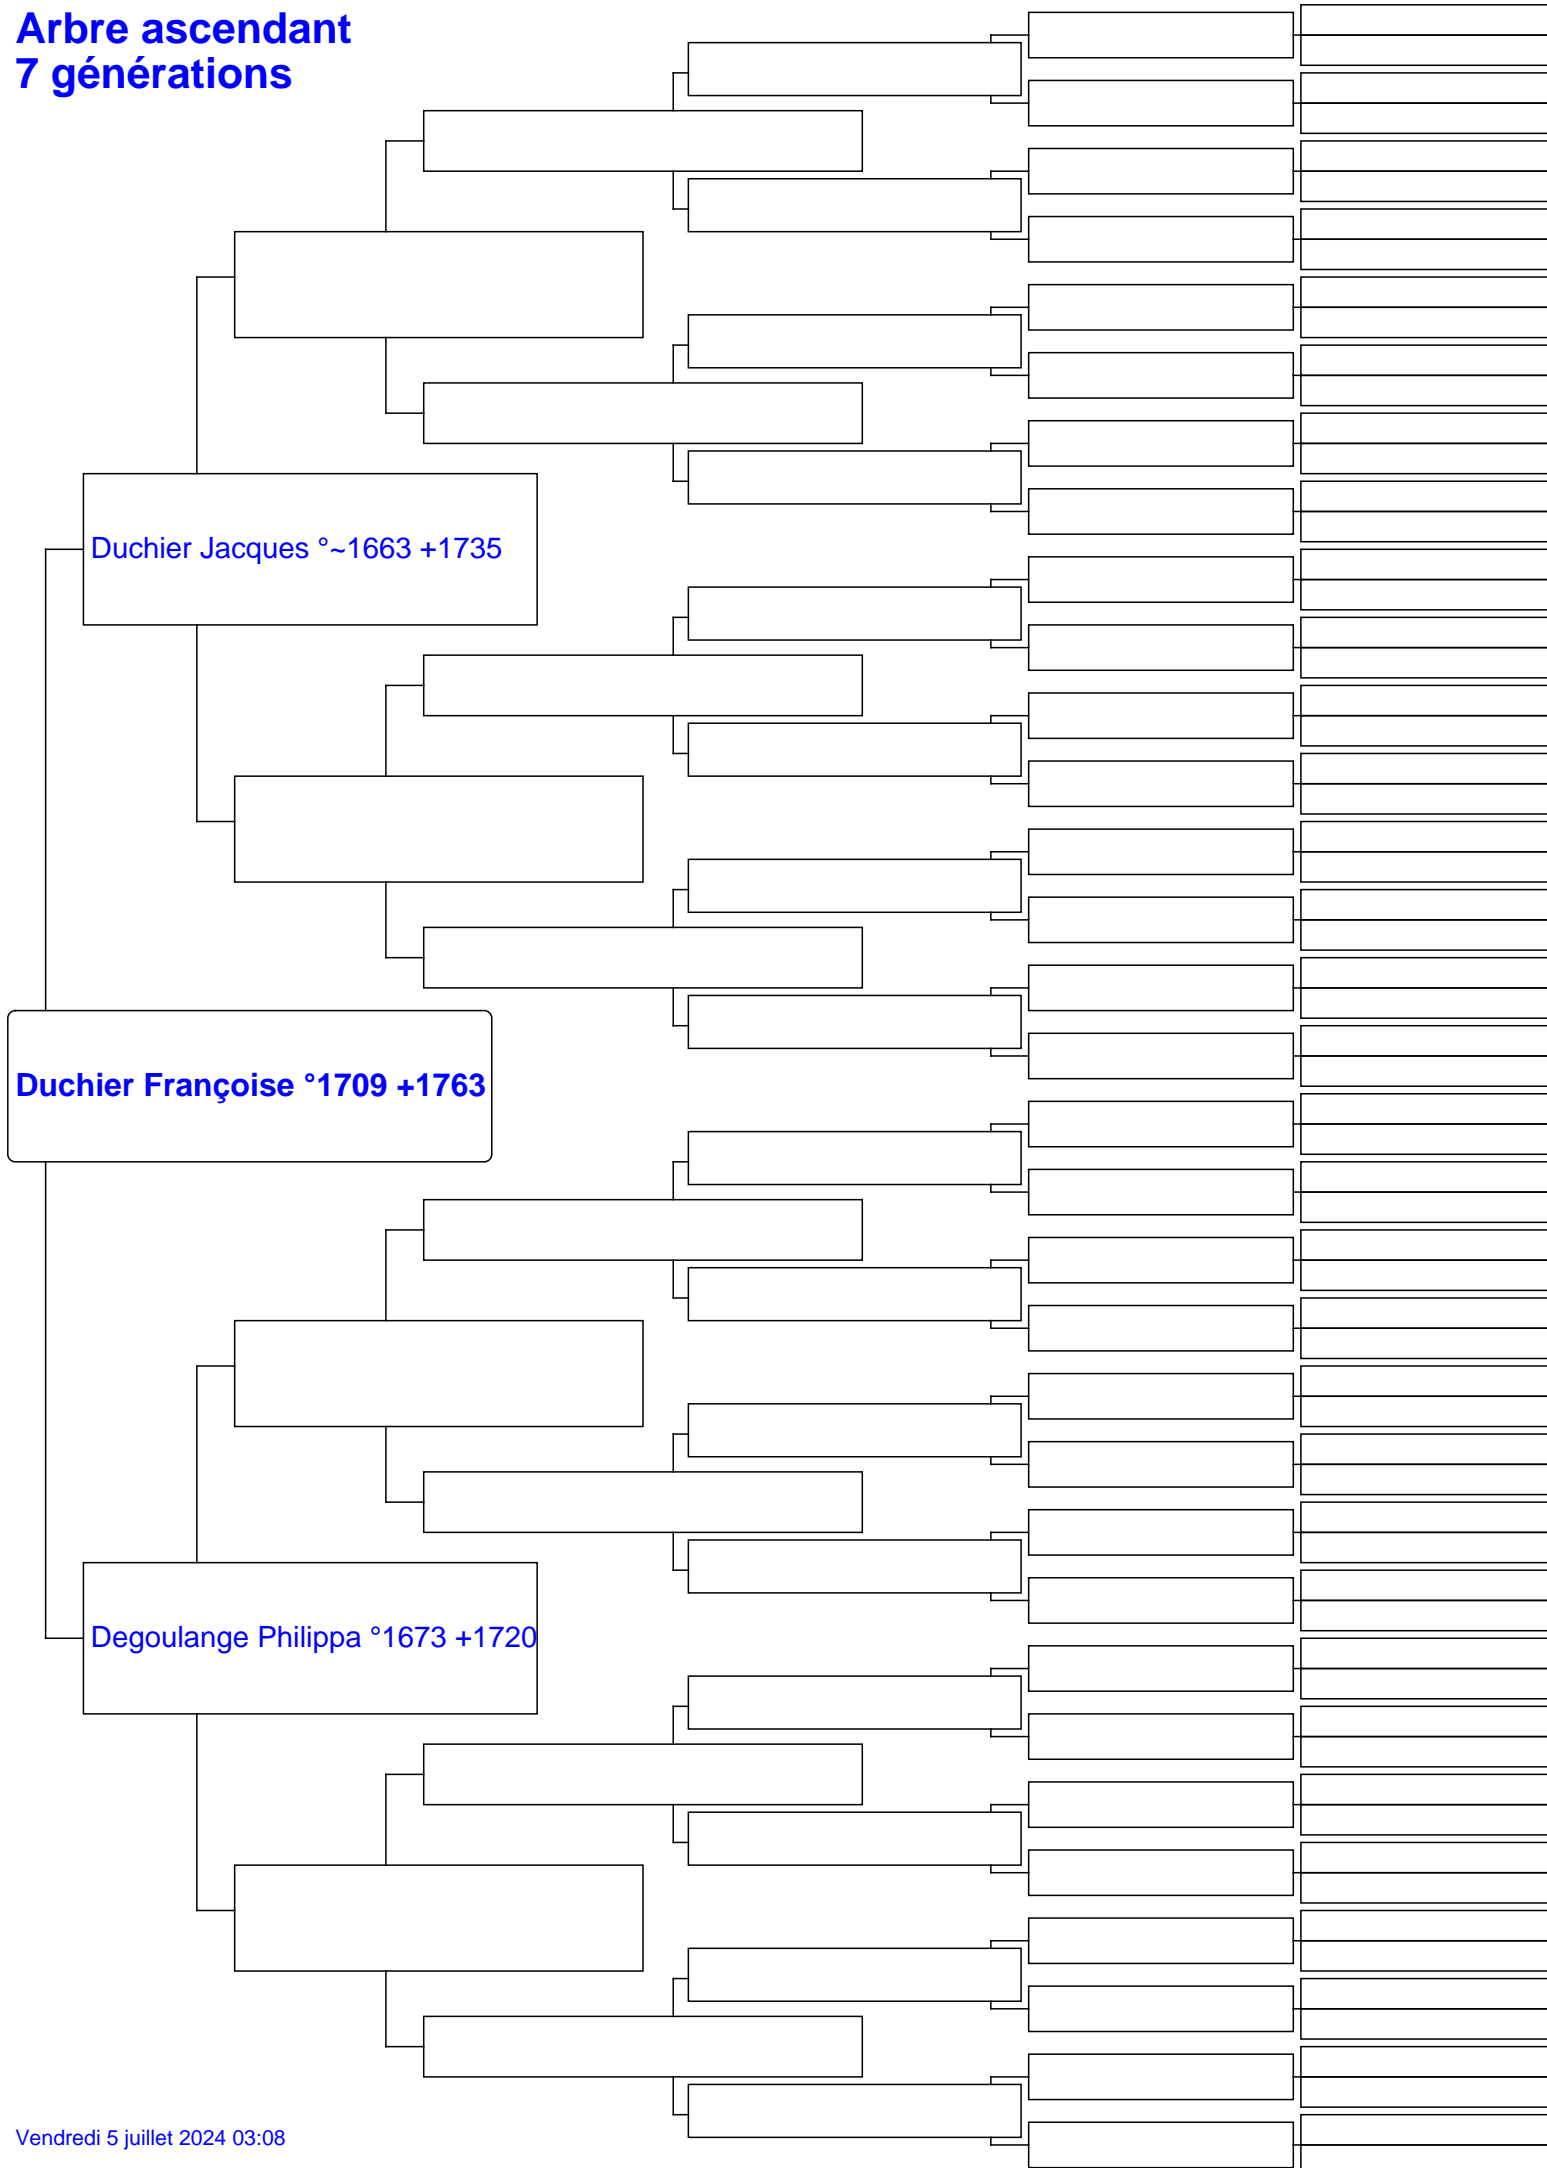 Arbre ascendant
7 générations
Duchier Jacques °~1663 +1735
Duchier Françoise °1709 +1763
Degoulange Philippa °1673 +1720
Vendredi 5 juillet 2024 03:08